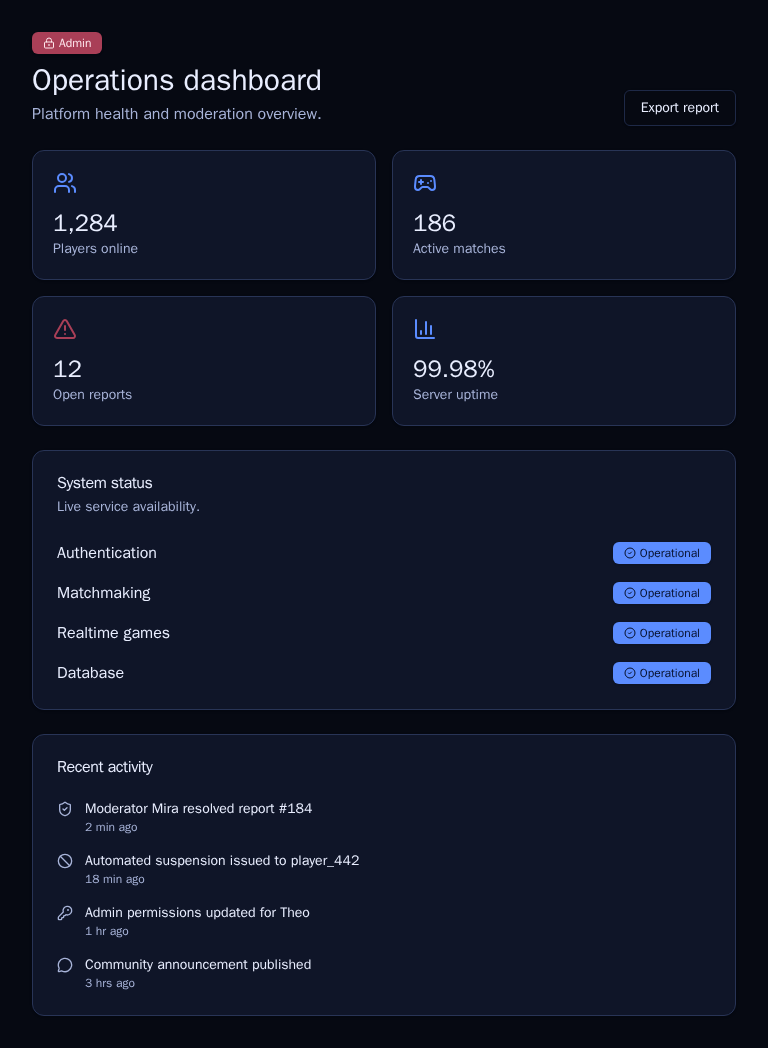 Admin
Operations dashboard
Platform health and moderation overview.
Export report
1,284
Players online
186
Active matches
12
Open reports
99.98%
Server uptime
System status
Live service availability.
Authentication
Operational
Matchmaking
Operational
Realtime games
Operational
Database
Operational
Recent activity
Moderator Mira resolved report #184
2 min ago
Automated suspension issued to player_442
18 min ago
Admin permissions updated for Theo
1 hr ago
Community announcement published
3 hrs ago